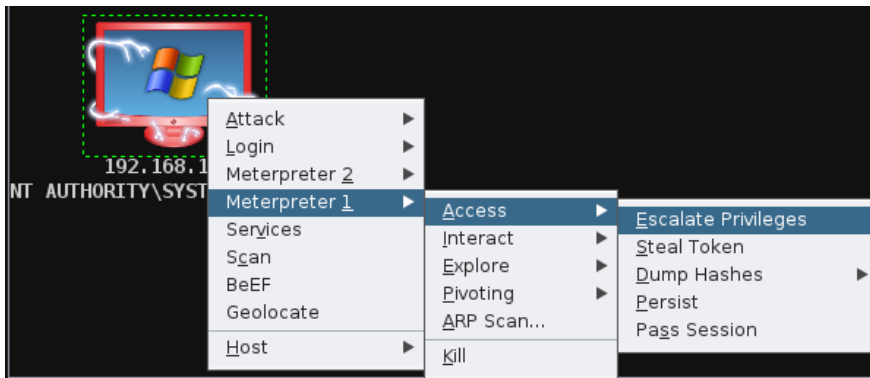 192.168.1
NT AUTHORITY\SYST
Attack
Login
Meterpreter 2
Meterpreter 1
Services
Scan
BeEF
Geolocate
Host
Access
Interact
Explore
Pivoting
ARP Scan...
Kill
Escalate Privileges
Steal Token
Dump Hashes
Persist
Pass Session